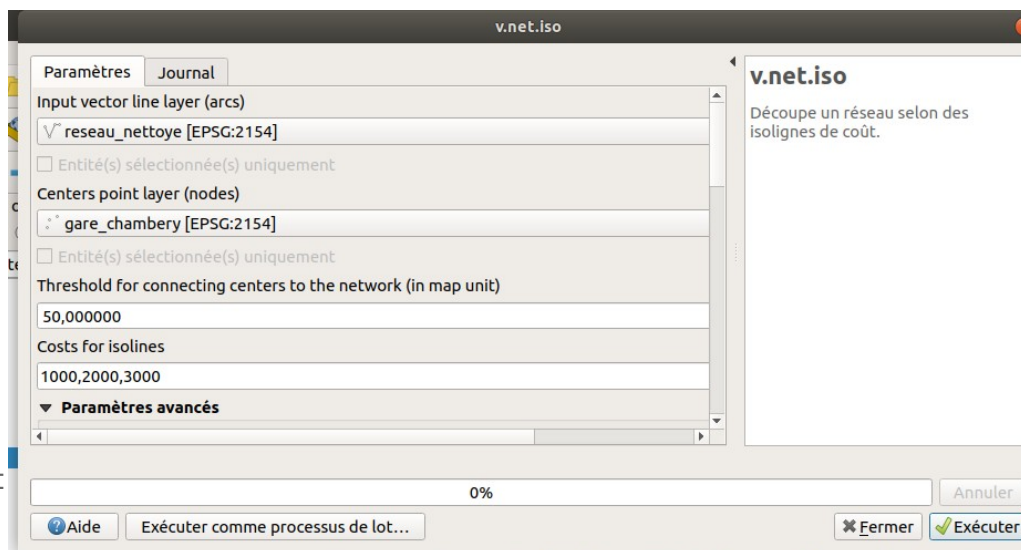 v.net.iso
Paramètres
Journal
Input vector line layer (arcs)
reseau_nettoye [EPSG:2154]
Entité(s) sélectionnée(s) uniquement
Centers point layer (nodes)
gare_chambery [EPSG:2154]
Entité(s) sélectionnée(s) uniquement
Threshold for connecting centers to the network (in map unit)
50,000000
Costs for isolines
1000,2000,3000
Paramètres avancés
v.net.iso
Découpe un réseau selon des
isolignes de coût.
0%
Annuler
Aide
Exécuter comme processus de lot…
Fermer
Exécuter